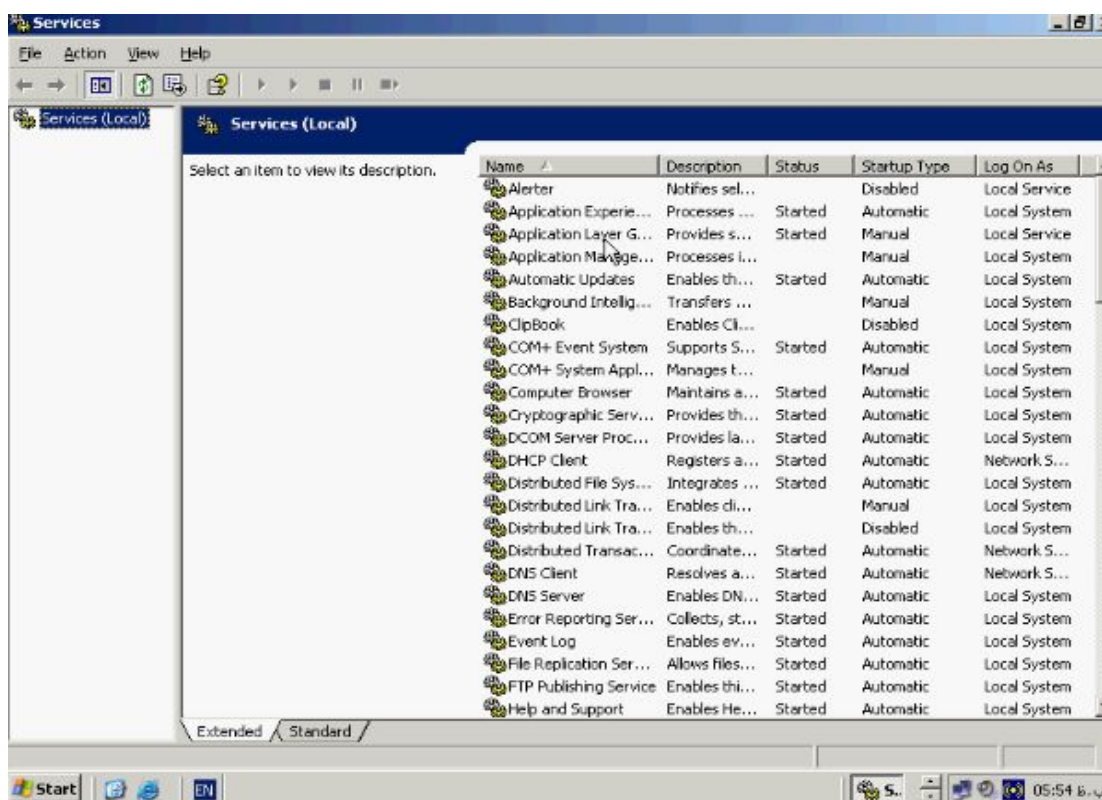 Services
File Action View Help
Services (Local)
Services (Local)
Select an item to view its description.
Name Description Status Startup Type Log On As
Alerter Notifies sel... Disabled Local Service
Application Experie... Processes ... Started Automatic Local System
Application Layer G... Provides s... Started Manual Local Service
Application Manage... Processes i... Manual Local System
Automatic Updates Enables th... Started Automatic Local System
Background Intellig... Transfers ... Manual Local System
ClipBook Enables Cli... Disabled Local System
COM+ Event System Supports S... Started Automatic Local System
COM+ System Appl... Manages t... Manual Local System
Computer Browser Maintains a... Started Automatic Local System
Cryptographic Serv... Provides th... Started Automatic Local System
DCOM Server Proc... Provides la... Started Automatic Local System
DHCP Client Registers a... Started Automatic Network S...
Distributed File Sys... Integrates ... Started Automatic Local System
Distributed Link Tra... Enables cli... Manual Local System
Distributed Link Tra... Enables th... Disabled Local System
Distributed Transac... Coordinate... Started Automatic Network S...
DNS Client Resolves a... Started Automatic Network S...
DNS Server Enables DN... Started Automatic Local System
Error Reporting Ser... Collects, st... Started Automatic Local System
Event Log Enables ev... Started Automatic Local System
File Replication Ser... Allows files... Started Automatic Local System
FTP Publishing Service Enables thi... Started Automatic Local System
Help and Support Enables He... Started Automatic Local System
Extended Standard
Start EN S.. 05:54